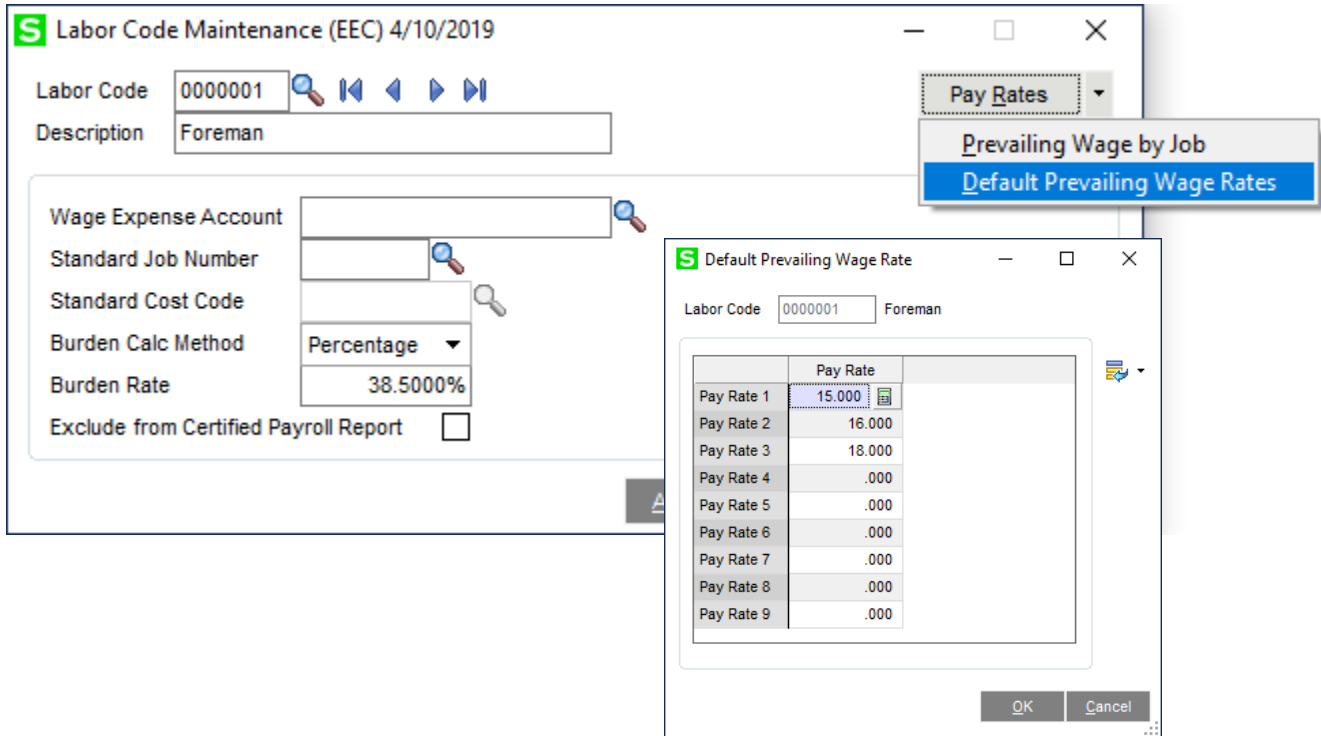 S Labor Code Maintenance (EEC) 4/10/2019
Labor Code 0000001 Pay Rates
Description Foreman
Prevailing Wage by Job
Default Prevailing Wage Rates
Wage Expense Account
Standard Job Number
Standard Cost Code
Burden Calc Method Percentage
Burden Rate 38.5000%
Exclude from Certified Payroll Report
A
S Default Prevailing Wage Rate
Labor Code 0000001 Foreman
Pay Rate
Pay Rate 1 15.000
Pay Rate 2 16.000
Pay Rate 3 18.000
Pay Rate 4 .000
Pay Rate 5 .000
Pay Rate 6 .000
Pay Rate 7 .000
Pay Rate 8 .000
Pay Rate 9 .000
OK Cancel